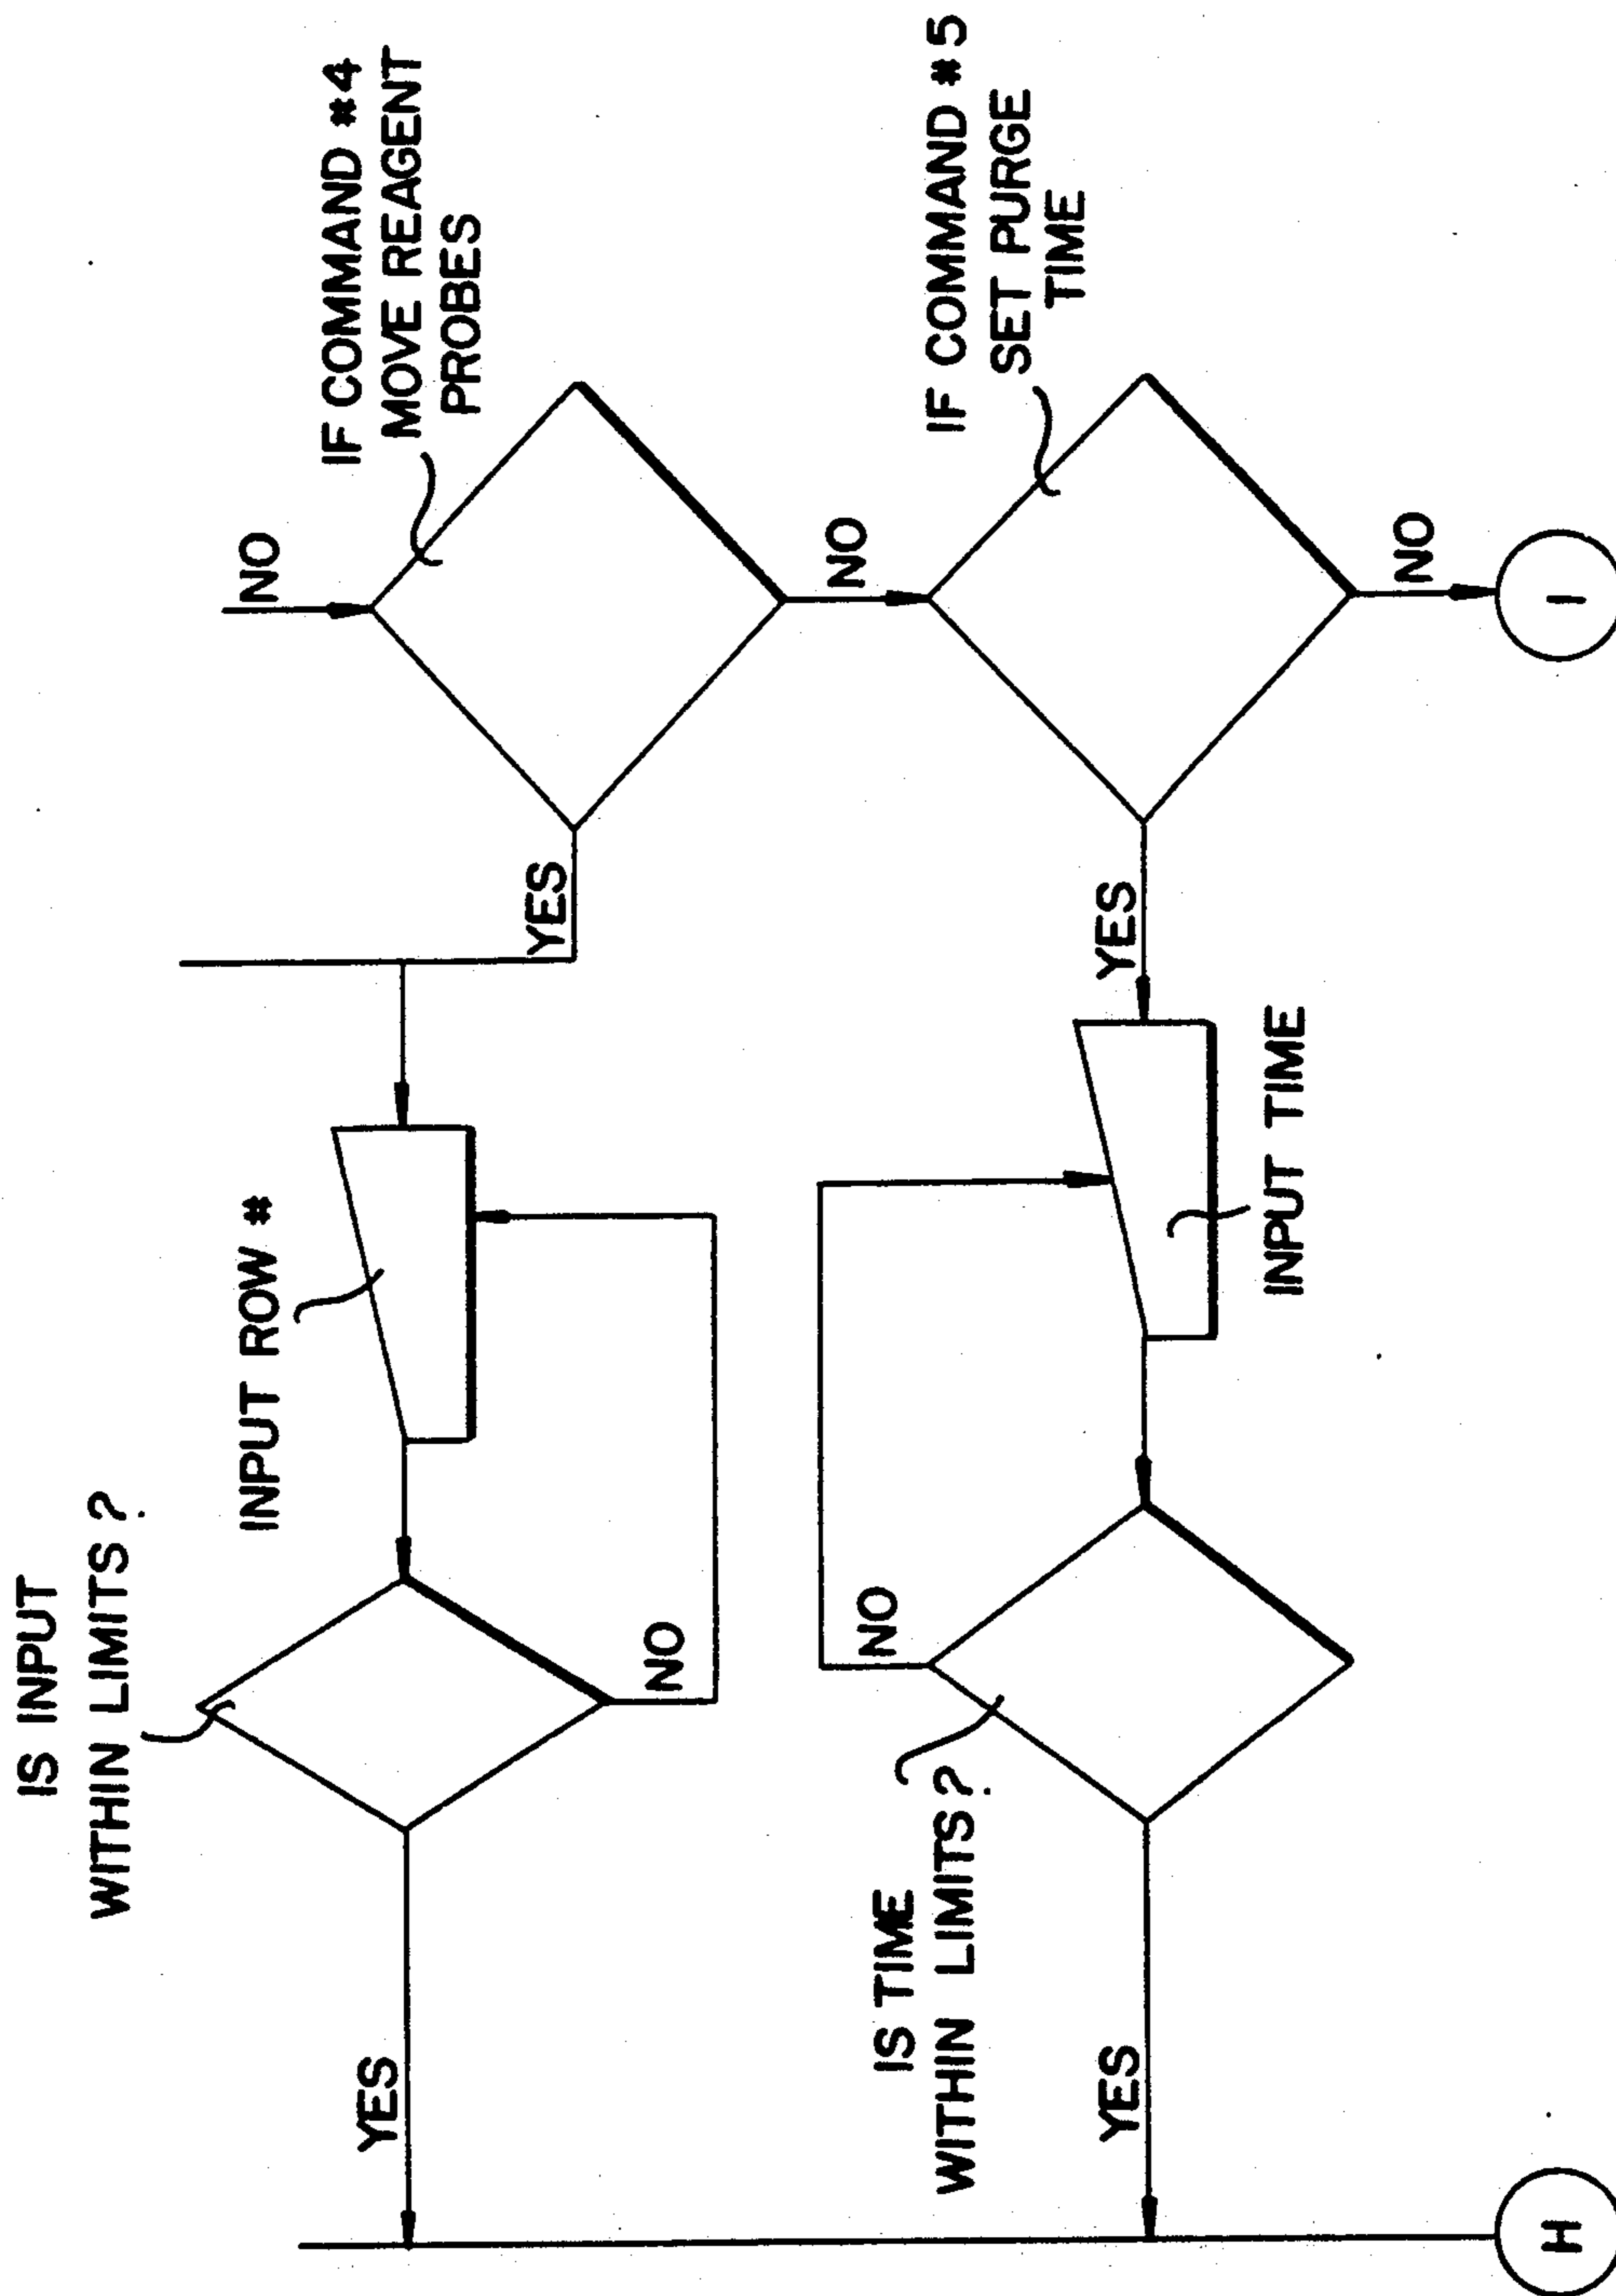 IS INPUT
WITHIN LIMITS ?
INPUT ROW #
NO
IF COMMAND #4
MOVE REAGENT
PROBES
YES
YES
NO
NO
NO
IS TIME
WITHIN LIMITS?
IF COMMAND #5
SET PURGE
TIME
YES
YES
INPUT TIME
NO
H
I